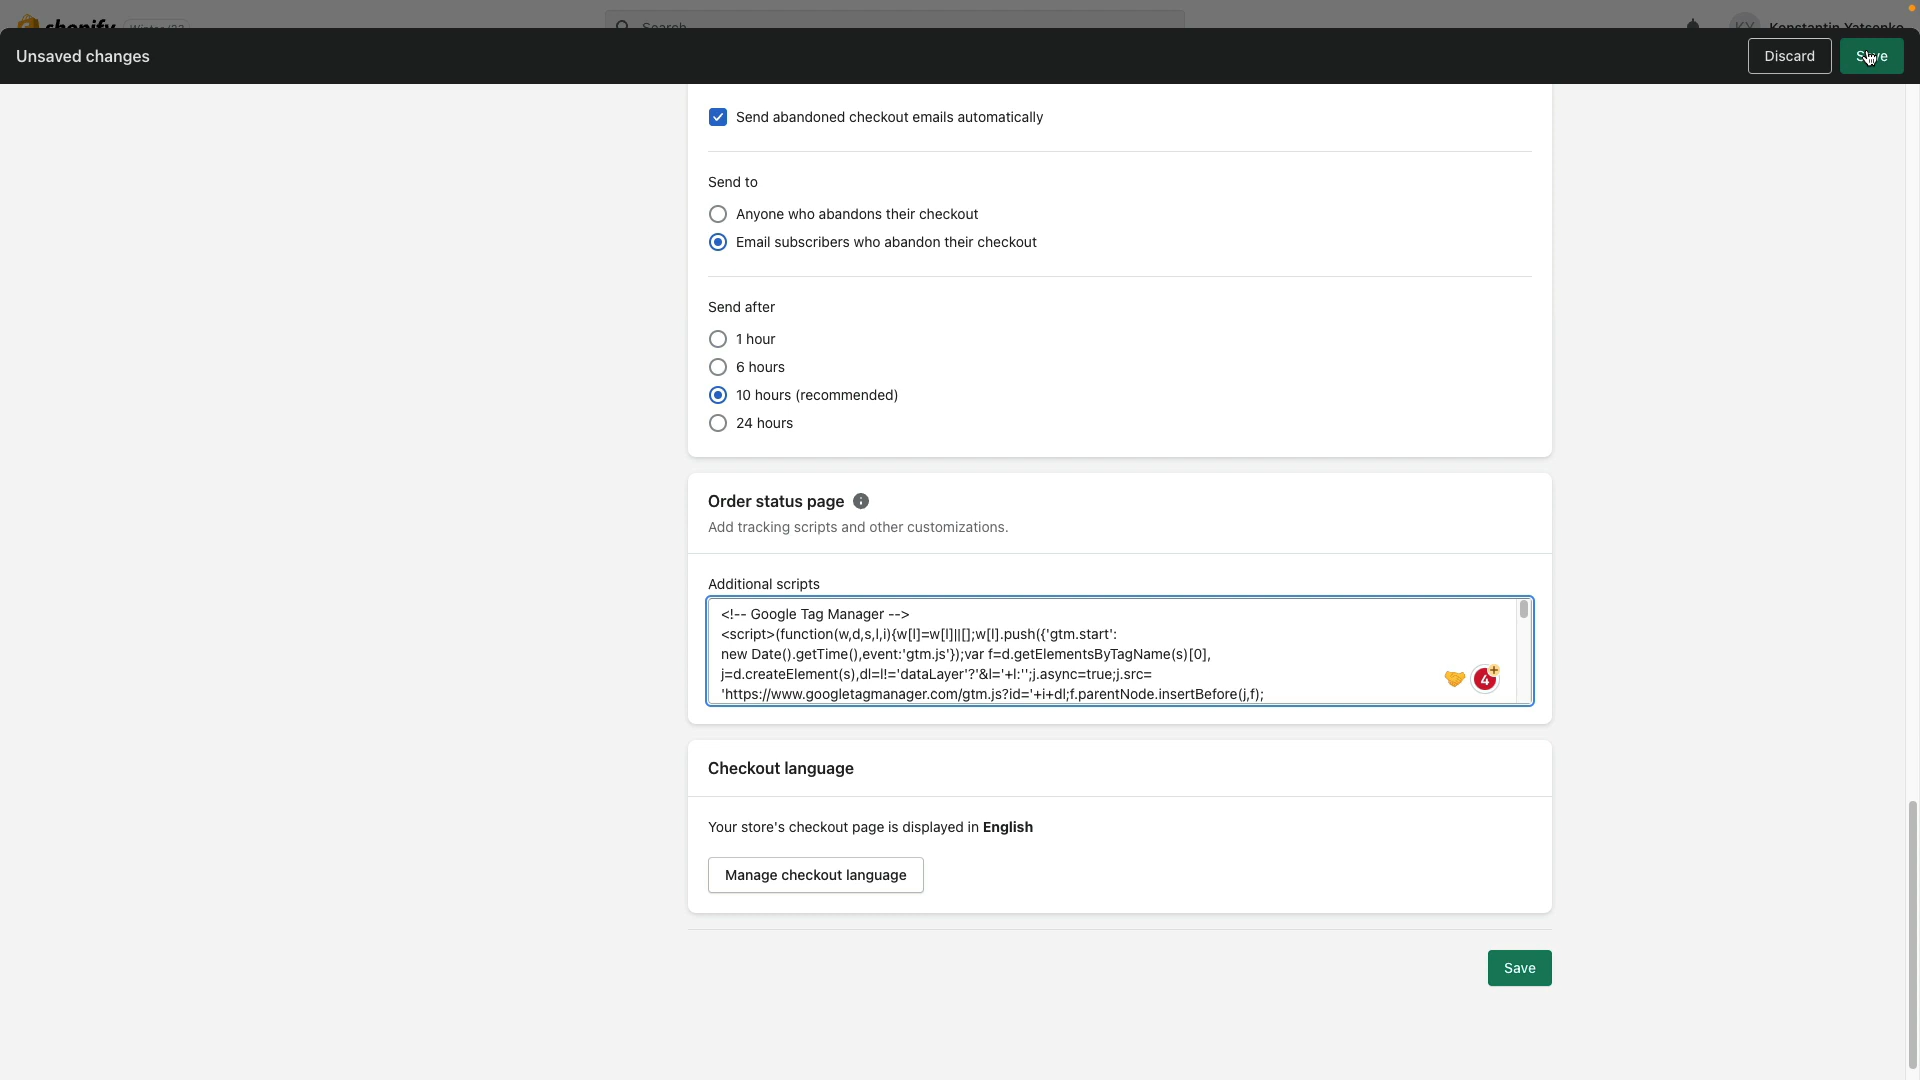 shopify
Search
Konstantin Yatsenko
Unsaved changes
Discard
Save
Send abandoned checkout emails automatically
Send to
Anyone who abandons their checkout
Email subscribers who abandon their checkout
Send after
1 hour
6 hours
10 hours (recommended)
24 hours
Order status page
Add tracking scripts and other customizations.
Additional scripts
<!-- Google Tag Manager -->
<script>(function(w,d,s,l,i){w[l]=w[l]||[];w[l].push({'gtm.start':
new Date().getTime(),event:'gtm.js'});var f=d.getElementsByTagName(s)[0],
j=d.createElement(s),dl=l!='dataLayer'?'&l='+l:'';j.async=true;j.src=
'https://www.googletagmanager.com/gtm.js?id='+i+dl;f.parentNode.insertBefore(j,f);
4
Checkout language
Your store's checkout page is displayed in English
Manage checkout language
Save